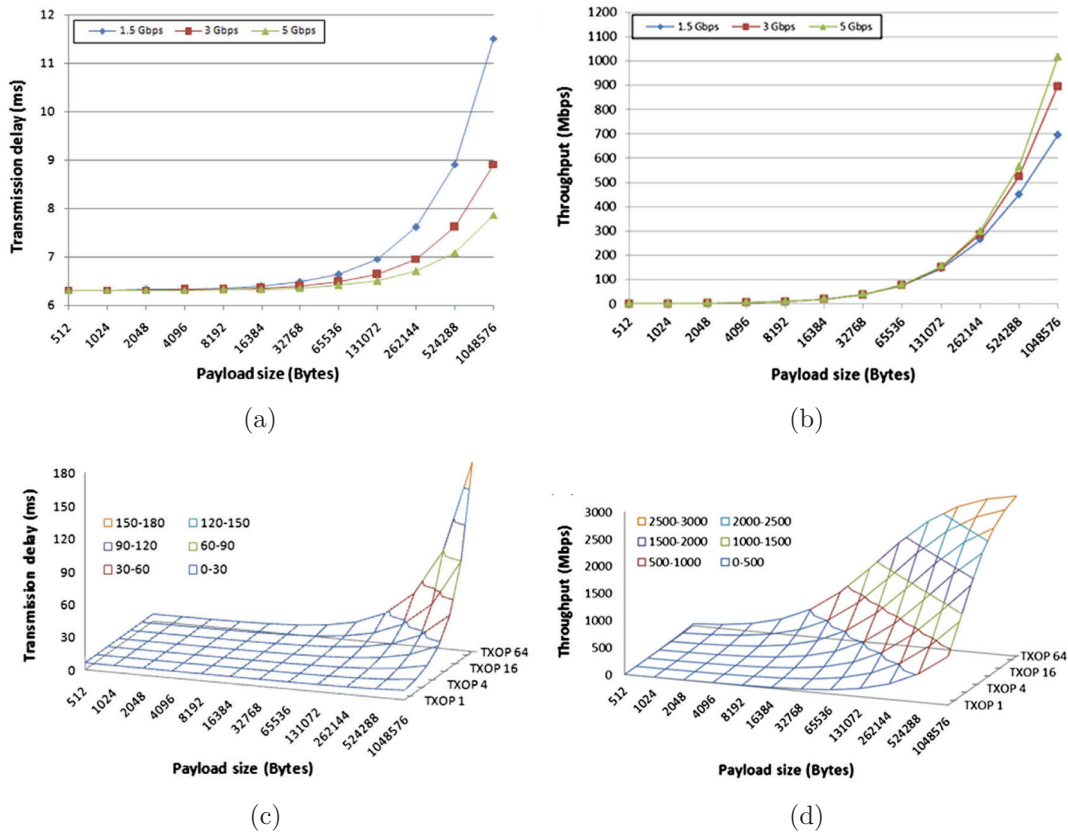 1.5 Gbps 3 Gbps 5 Gbps
Transmission delay (ms)
12
11
10
9
8
7
6
512 1024 2048 4096 8192 16384 32768 65536 131072 262144 524288 1048576
Payload size (Bytes)
(a)
1.5 Gbps 3 Gbps 5 Gbps
Throughput (Mbps)
1200
1100
1000
900
800
700
600
500
400
300
200
100
0
512 1024 2048 4096 8192 16384 32768 65536 131072 262144 524288 1048576
Payload size (Bytes)
(b)
Transmission delay (ms)
180
150
120
90
60
30
0
150-180 120-150
90-120 60-90
30-60 0-30
TXOP 64
TXOP 16
TXOP 4
TXOP 1
512 1024 2048 4096 8192 16384 32768 65536 131072 262144 524288 1048576
Payload size (Bytes)
(c)
Throughput (Mbps)
3000
2500
2000
1500
1000
500
0
2500-3000 2000-2500
1500-2000 1000-1500
500-1000 0-500
TXOP 64
TXOP 16
TXOP 4
TXOP 1
512 1024 2048 4096 8192 16384 32768 65536 131072 262144 524288 1048576
Payload size (Bytes)
(d)